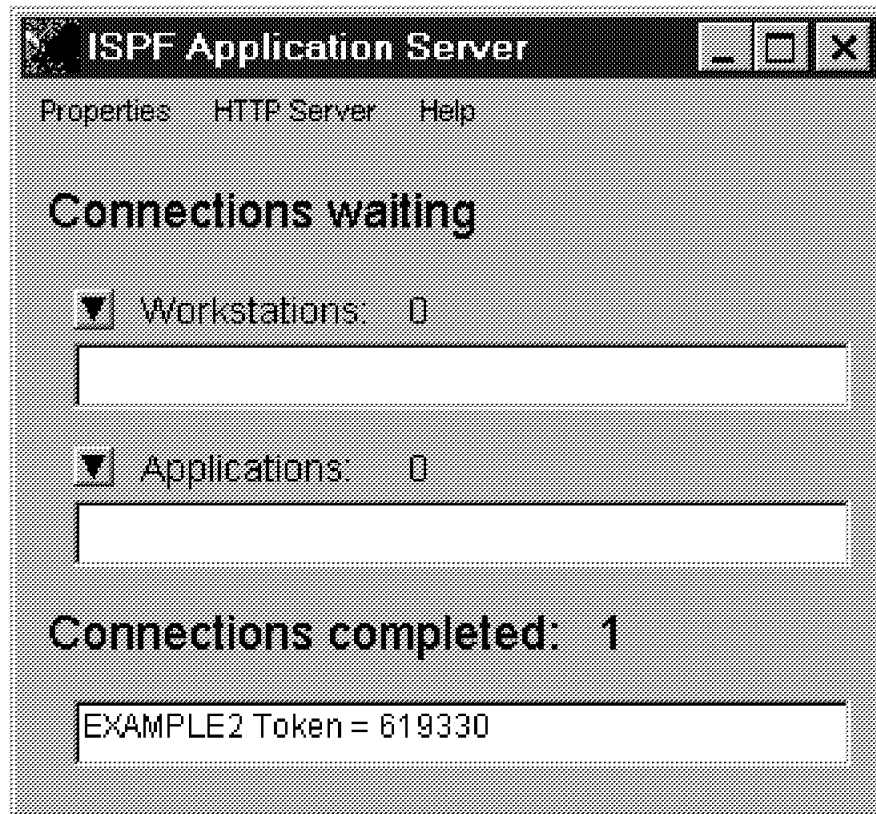 ISPF Application Server
Properties HTTP Server Help
Connections waiting
Workstations: 0
Applications: 0
Connections completed: 1
EXAMPLE2 Token = 619330